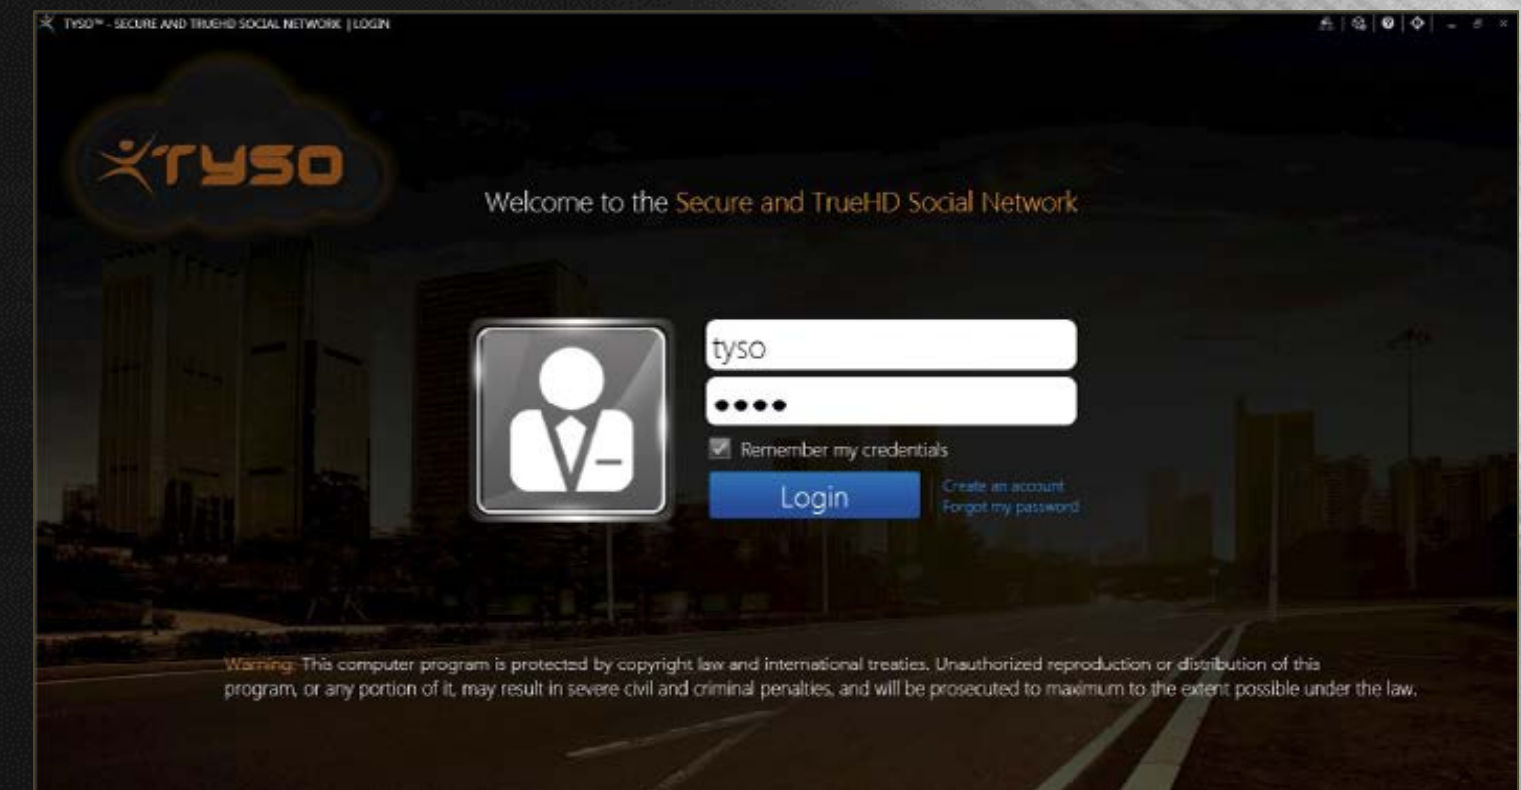 TYSO™ - SECURE AND TRUEHD SOCIAL NETWORK | LOGIN
TYSO
Welcome to the Secure and TrueHD Social Network
tyso
••••
Remember my credentials
Login
Create an account
Forgot my password
Warning: This computer program is protected by copyright law and international treaties. Unauthorized reproduction or distribution of this
program, or any portion of it, may result in severe civil and criminal penalties, and will be prosecuted to maximum to the extent possible under the law.